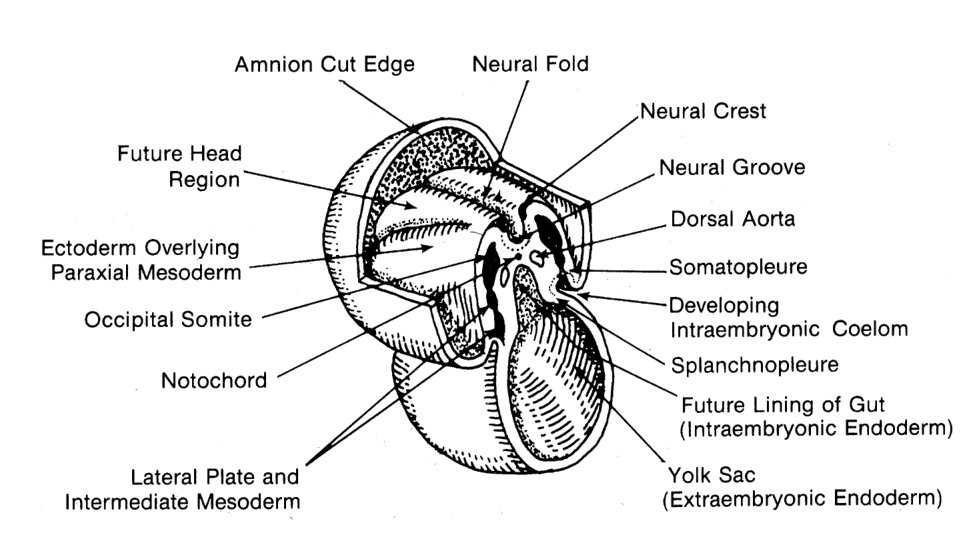 Amnion Cut Edge
Neural Fold
Neural Crest
Future Head
Region
Neural Groove
Dorsal Aorta
Ectoderm Overlying
Paraxial Mesoderm
Somatopleure
Occipital Somite
Developing
Intraembryonic Coelom
Splanchnopleure
Notochord
Future Lining of Gut
(Intraembryonic Endoderm)
Lateral Plate and
Intermediate Mesoderm
Yolk Sac
(Extraembryonic Endoderm)